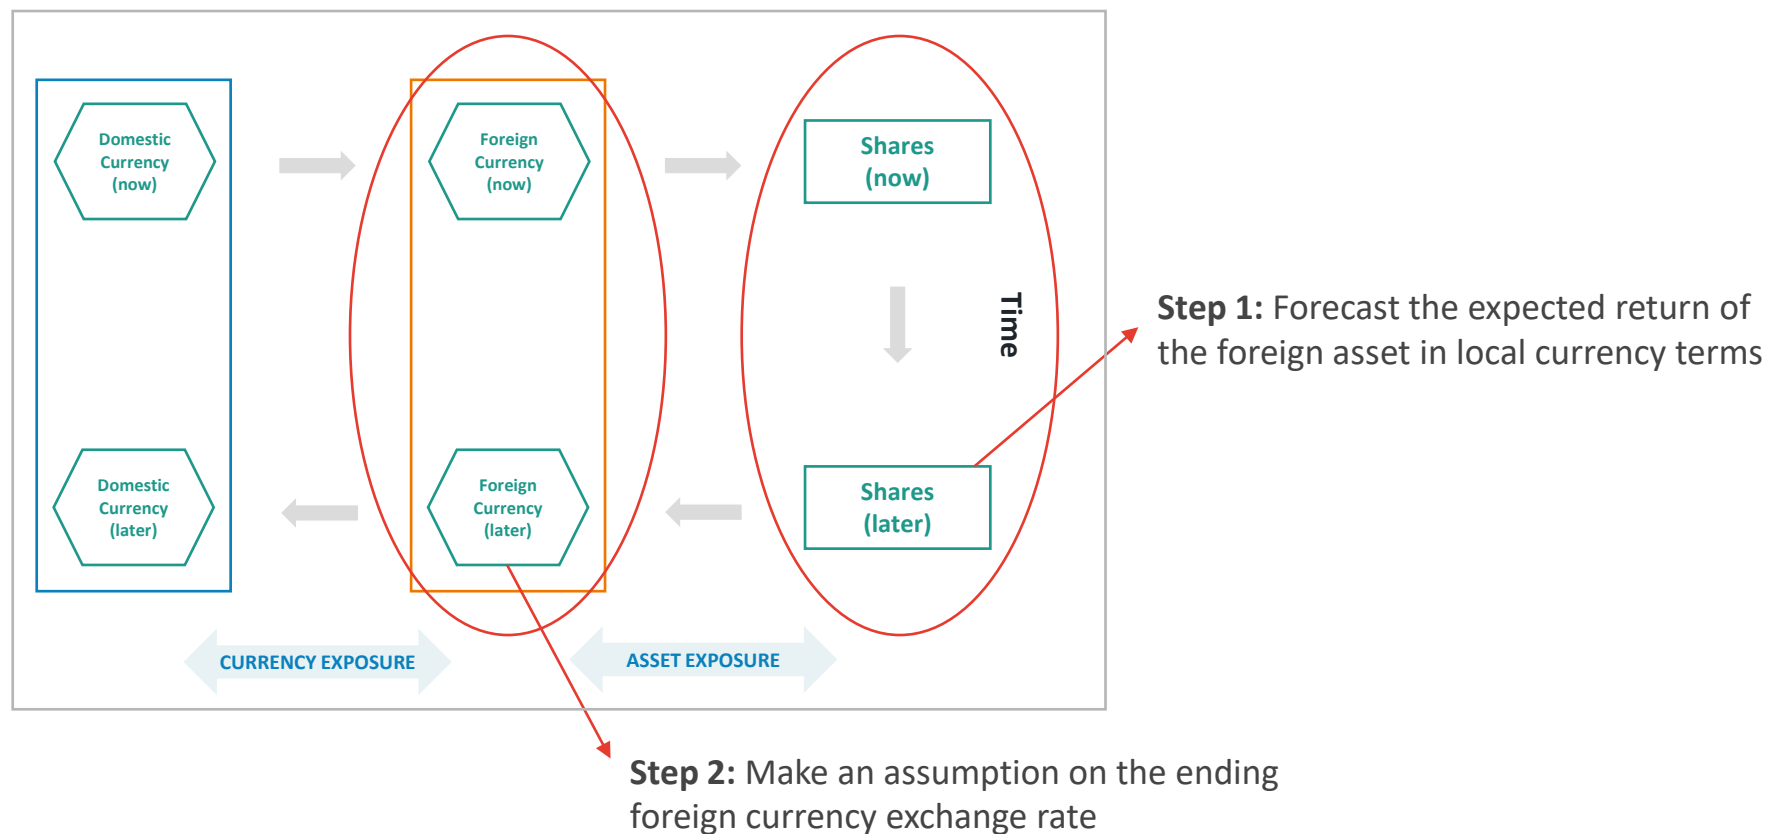 Domestic
Currency
(now)
Foreign
Currency
(now)
Shares
(now)
Time
Step 1: Forecast the expected return of
the foreign asset in local currency terms
Domestic
Currency
(later)
Foreign
Currency
(later)
Shares
(later)
CURRENCY EXPOSURE
ASSET EXPOSURE
Step 2: Make an assumption on the ending
foreign currency exchange rate